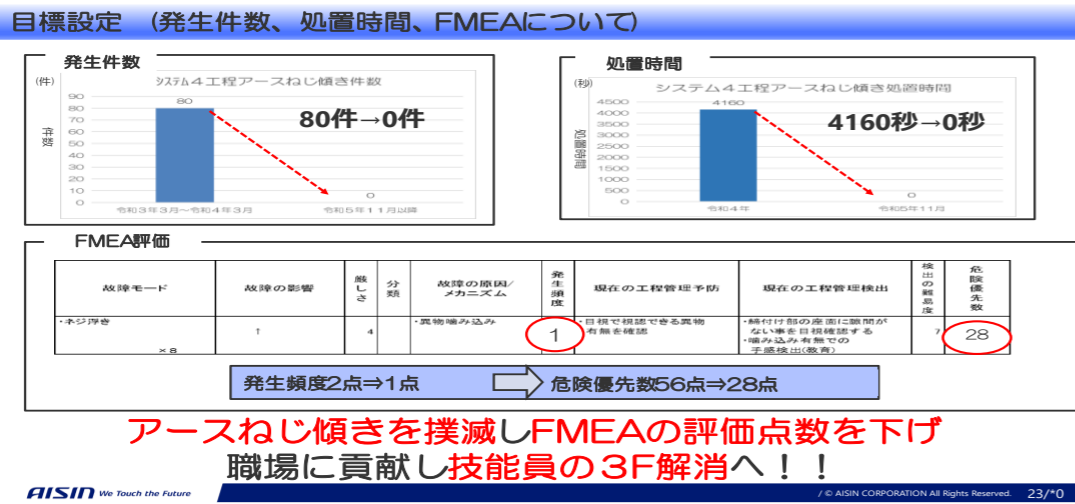 目標設定 (発生件数、処置時間、FMEAについて)
発生件数
(件)
システム4工程アースねじ傾き件数
件数
90
80
70
60
50
40
30
20
10
0
80
0
80件→0件
令和3年3月~令和4年3月
令和5年11月以降
処置時間
(秒)
システム4工程アースねじ傾き処置時間
処置時間
4500
4000
3500
3000
2500
2000
1500
1000
500
0
4160
0
4160秒→0秒
令和4年
令和5年11月
FMEA評価
故障モード
故障の影響
厳しさ
分類
故障の原因/
メカニズム
発生頻度
現在の工程管理予防
現在の工程管理検出
検出の難易度
危険優先数
・ネジ浮き
×8
↑
4
・異物噛み込み
1
・目視で視認できる異物
有無を確認
・締付け部の座面に隙間が
ない事を目視確認する
・噛み込み有無での
手感検出(教育)
7
28
発生頻度2点⇒1点
危険優先数56点⇒28点
アースねじ傾きを撲滅しFMEAの評価点数を下げ
職場に貢献し技能員の3F解消へ!!
AISIN We Touch the Future
/ © AISIN CORPORATION All Rights Reserved.
23/*0